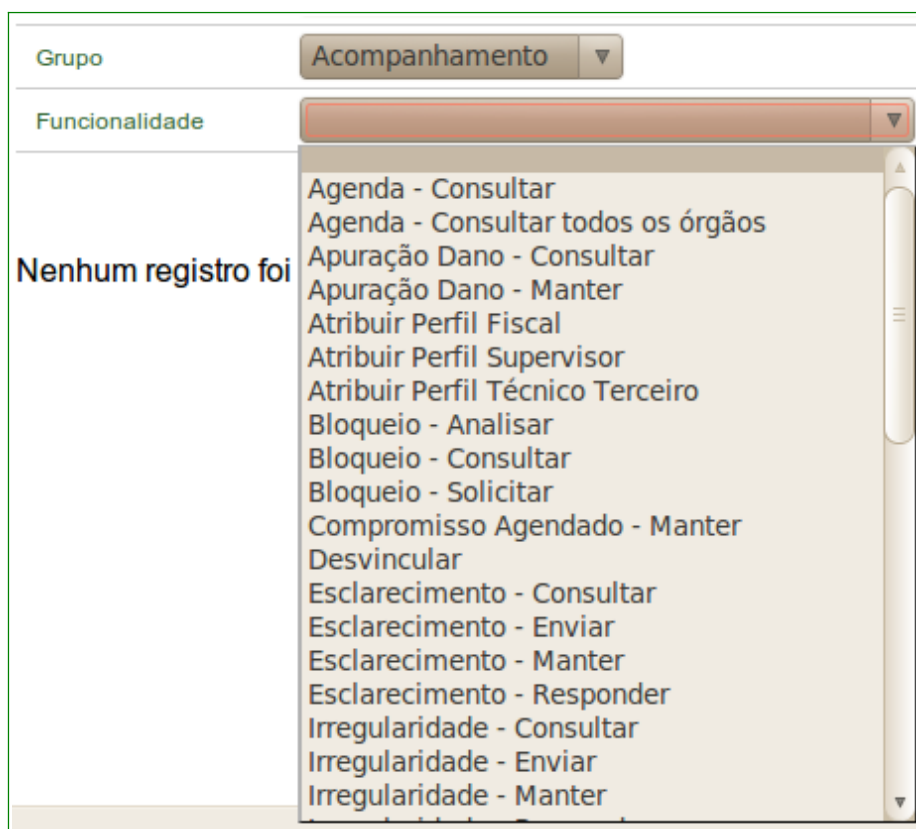 Grupo
Acompanhamento
Funcionalidade
Nenhum registro foi
Agenda - Consultar
Agenda - Consultar todos os órgãos
Apuração Dano - Consultar
Apuração Dano - Manter
Atribuir Perfil Fiscal
Atribuir Perfil Supervisor
Atribuir Perfil Técnico Terceiro
Bloqueio - Analisar
Bloqueio - Consultar
Bloqueio - Solicitar
Compromisso Agendado - Manter
Desvincular
Esclarecimento - Consultar
Esclarecimento - Enviar
Esclarecimento - Manter
Esclarecimento - Responder
Irregularidade - Consultar
Irregularidade - Enviar
Irregularidade - Manter